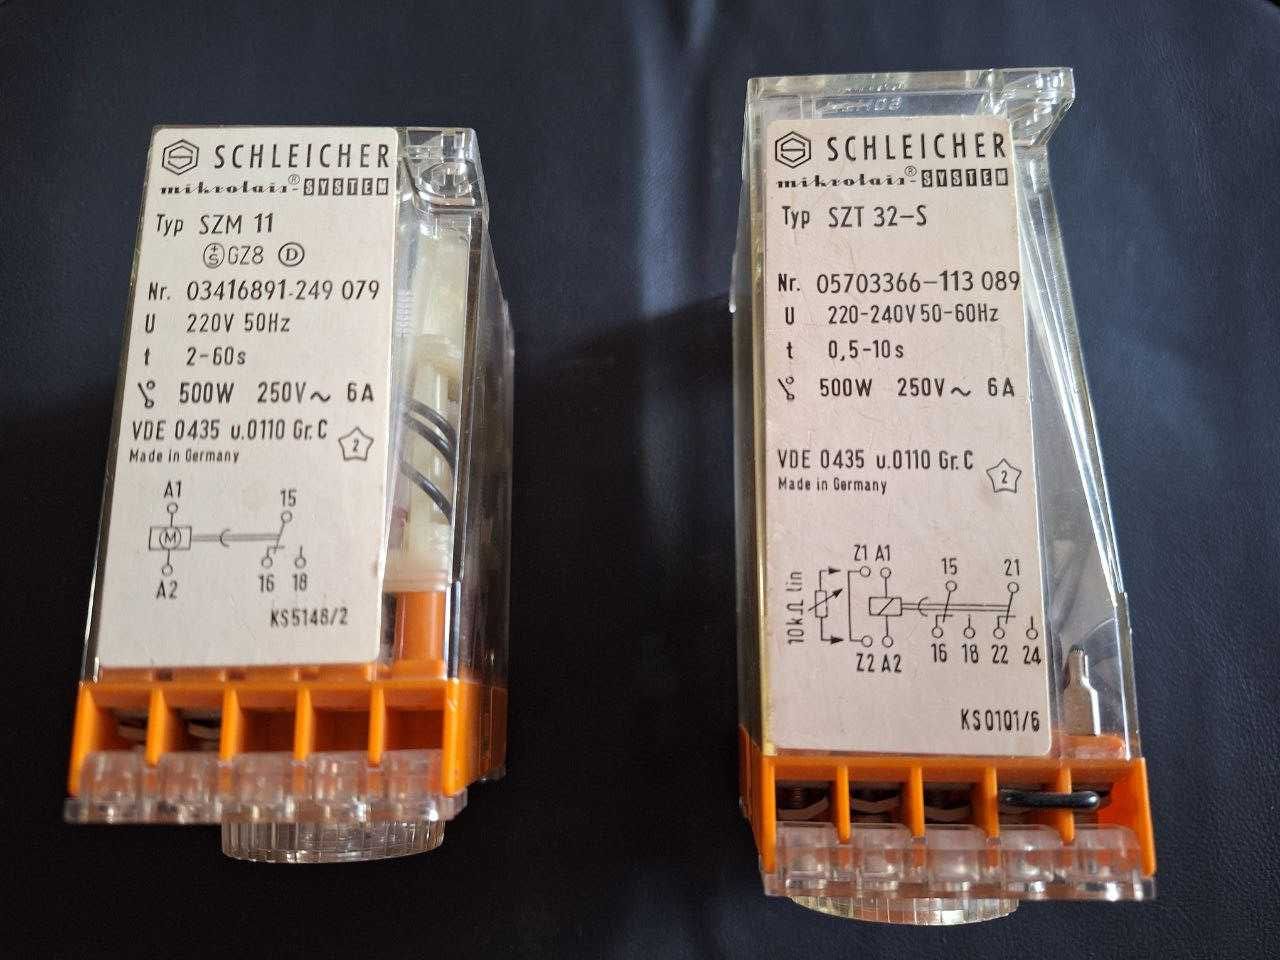 SCHLEICHER
mikrolais®-SYSTEM
Typ SZM 11
+S GZ8 D
Nr. 03416891-249 079
U 220V 50Hz
t 2-60s
500W 250V~ 6A
VDE 0435 u.0110 Gr.C
2
Made in Germany
A1
15
M
A2
16 18
KS5148/2
SCHLEICHER
mikrolais®-SYSTEM
Typ SZT 32-S
Nr. 05703366-113 089
U 220-240V 50-60Hz
t 0,5-10s
500W 250V~ 6A
VDE 0435 u.0110 Gr.C
2
Made in Germany
Z1 A1
15 21
10kΩ lin
16 18 22 24
Z2 A2
KS0101/6